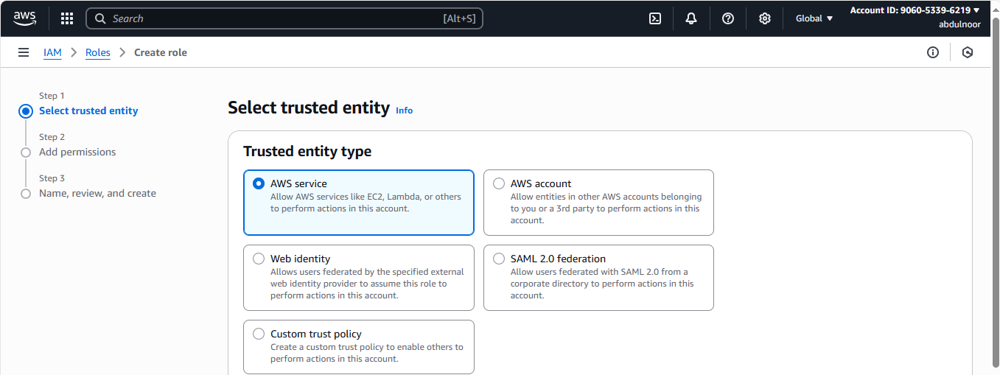 aws
Search [Alt+S]
Global
Account ID: 9060-5339-6219
abdulnoor
IAM > Roles > Create role
Step 1
Select trusted entity
Step 2
Add permissions
Step 3
Name, review, and create
Select trusted entity Info
Trusted entity type
AWS service
Allow AWS services like EC2, Lambda, or others
to perform actions in this account.
AWS account
Allow entities in other AWS accounts belonging
to you or a 3rd party to perform actions in this
account.
Web identity
Allows users federated by the specified external
web identity provider to assume this role to
perform actions in this account.
SAML 2.0 federation
Allow users federated with SAML 2.0 from a
corporate directory to perform actions in this
account.
Custom trust policy
Create a custom trust policy to enable others to
perform actions in this account.